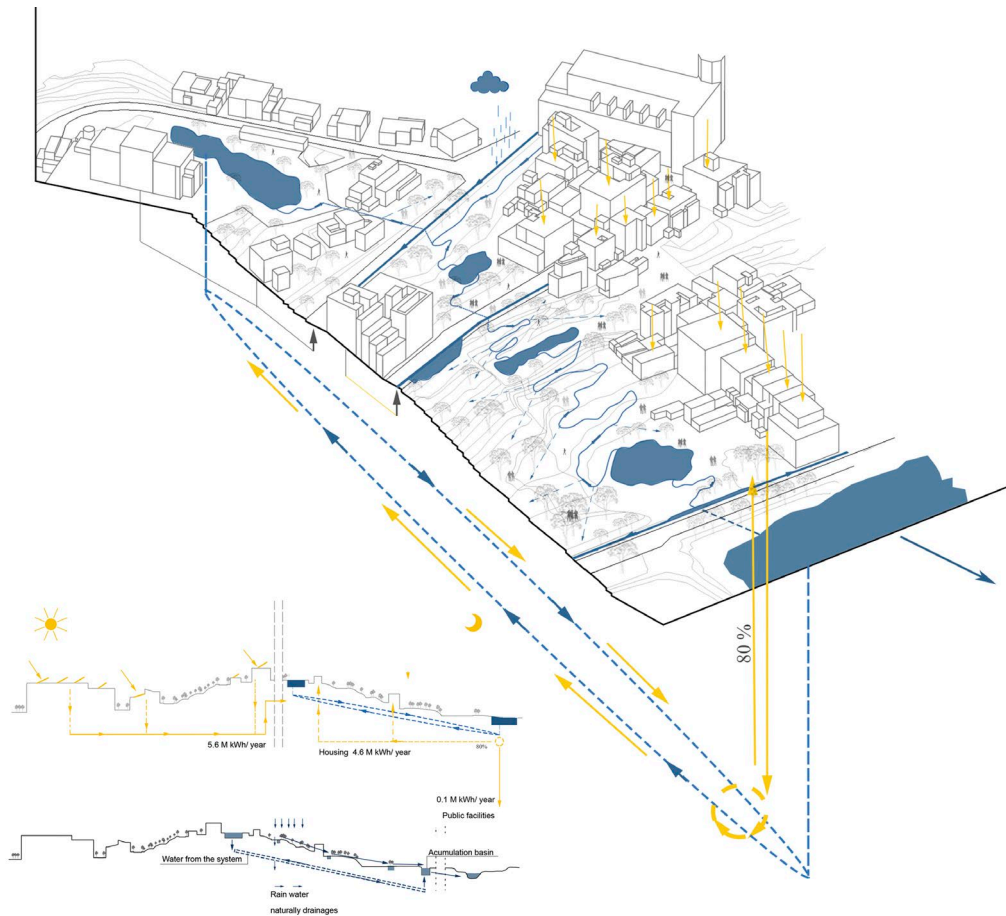 80 %
5.6 M kWh/ year
Housing 4.6 M kWh/ year
80%
0.1 M kWh/ year
Public facilities
Water from the system
Acumulation basin
Rain water
naturally drainages